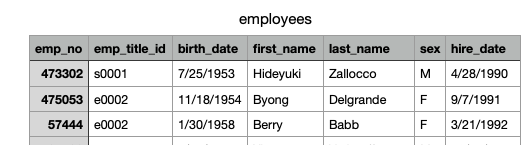 employees
emp_no emp_title_id birth_date first_name last_name sex hire_date
473302 s0001 7/25/1953 Hideyuki Zallocco M 4/28/1990
475053 e0002 11/18/1954 Byong Delgrande F 9/7/1991
57444 e0002 1/30/1958 Berry Babb F 3/21/1992